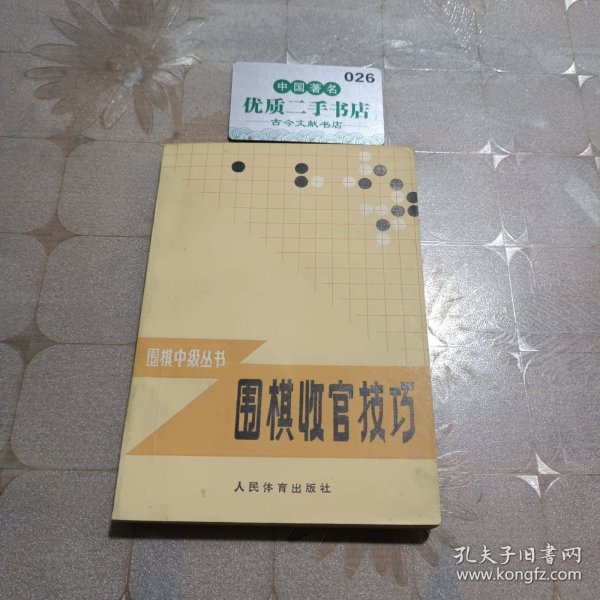 026
中国著名
优质二手书店
古今文献书店
围棋中级丛书
围棋收官技巧
人民体育出版社
孔夫子旧书网
www.kongfz.com